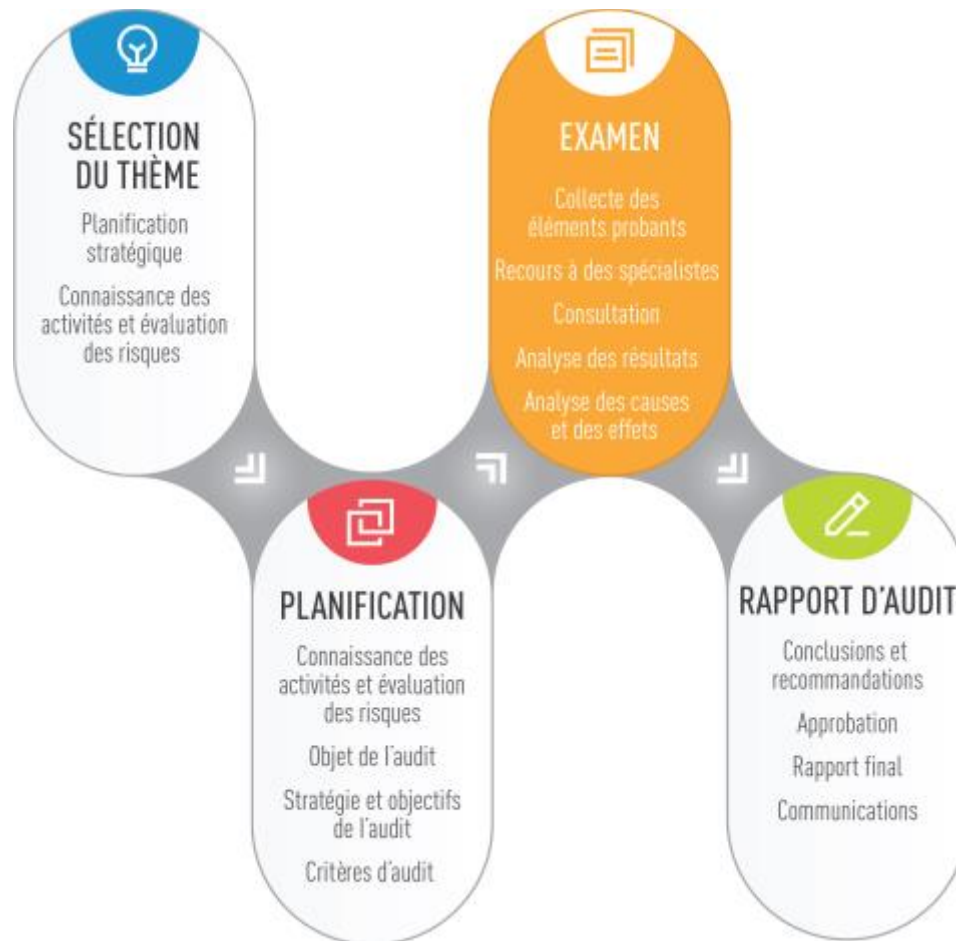 SÉLECTION
DU THÈME
Planification
stratégique
Connaissance des
activités et évaluation
des risques
PLANIFICATION
Connaissance des
activités et évaluation
des risques
Objet de l'audit
Stratégie et objectifs
de l'audit
Critères d'audit
EXAMEN
Collecte des
éléments probants
Recours à des spécialistes
Consultation
Analyse des résultats
Analyse des causes
et des effets
RAPPORT D'AUDIT
Conclusions et
recommandations
Approbation
Rapport final
Communications